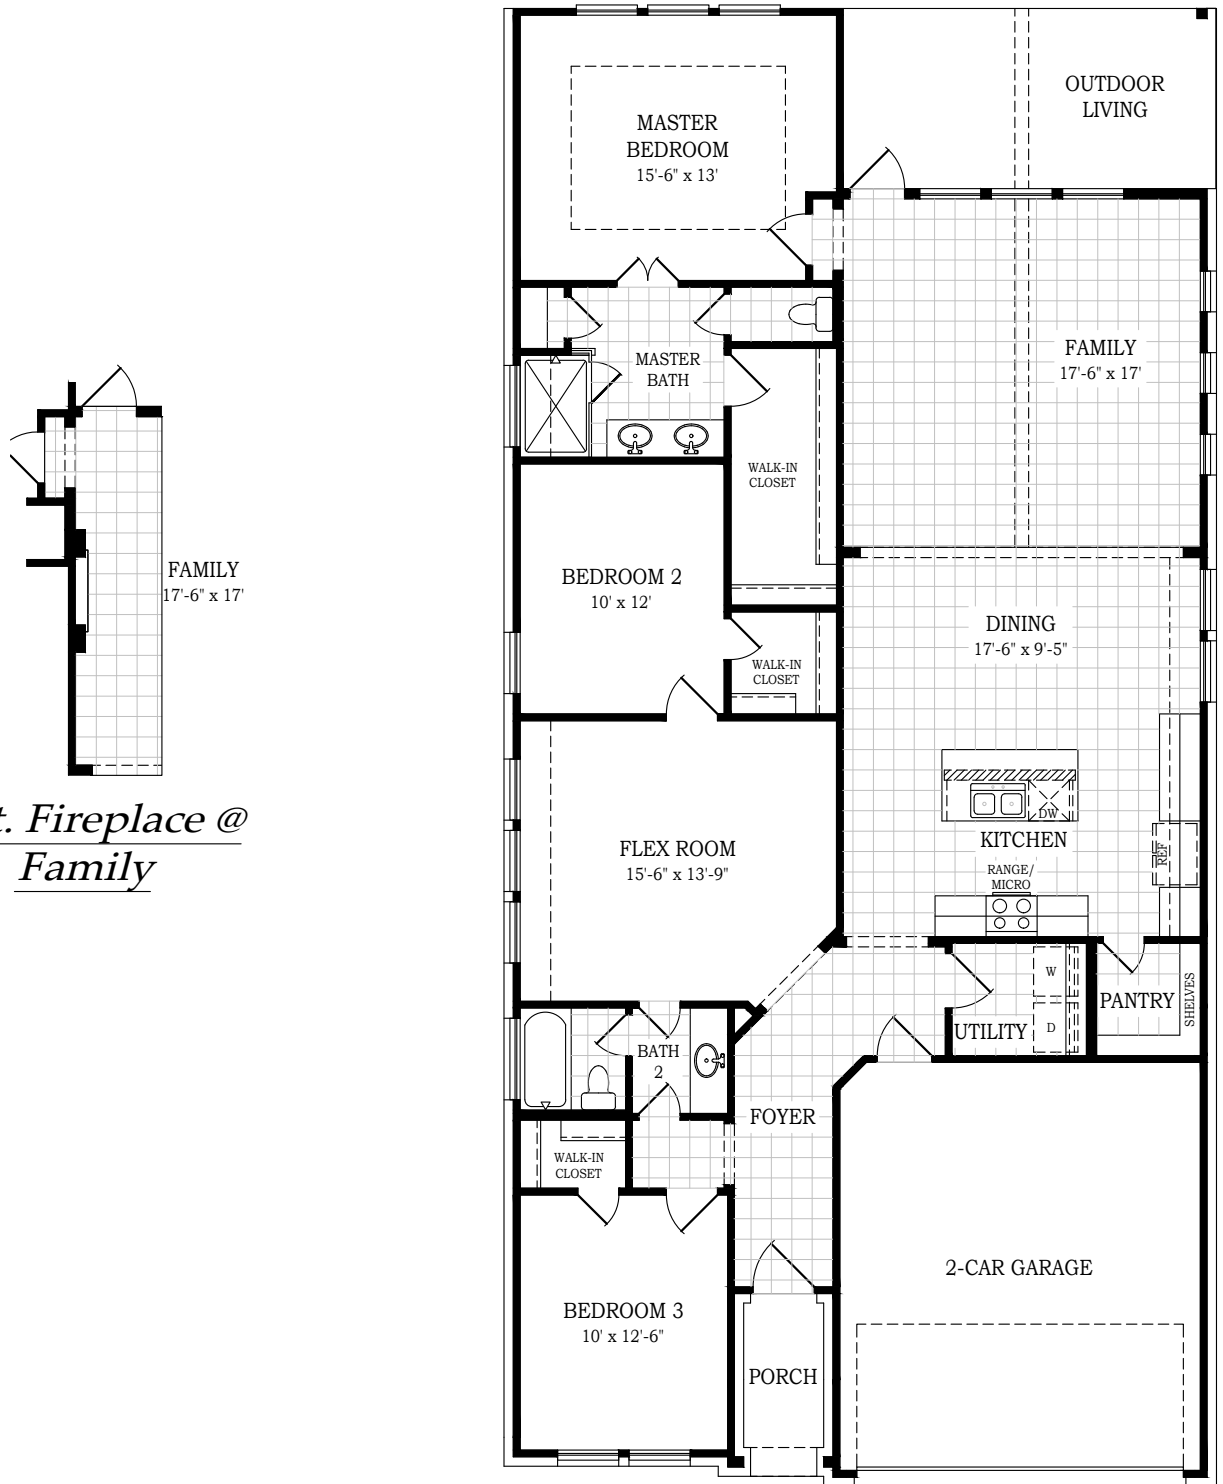 OUTDOOR
LIVING
MASTER
BEDROOM
15'-6" x 13'
FAMILY
17'-6" x 17'
MASTER
BATH
WALK-IN
CLOSET
BEDROOM 2
10' x 12'
DINING
17'-6" x 9'-5"
WALK-IN
CLOSET
FAMILY
17'-6" x 17'
t. Fireplace @
Family
DW
KITCHEN
REF
RANGE/
MICRO
FLEX ROOM
15'-6" x 13'-9"
W
D
UTILITY
PANTRY
SHELVES
BATH
2
FOYER
WALK-IN
CLOSET
2-CAR GARAGE
BEDROOM 3
10' x 12'-6"
PORCH